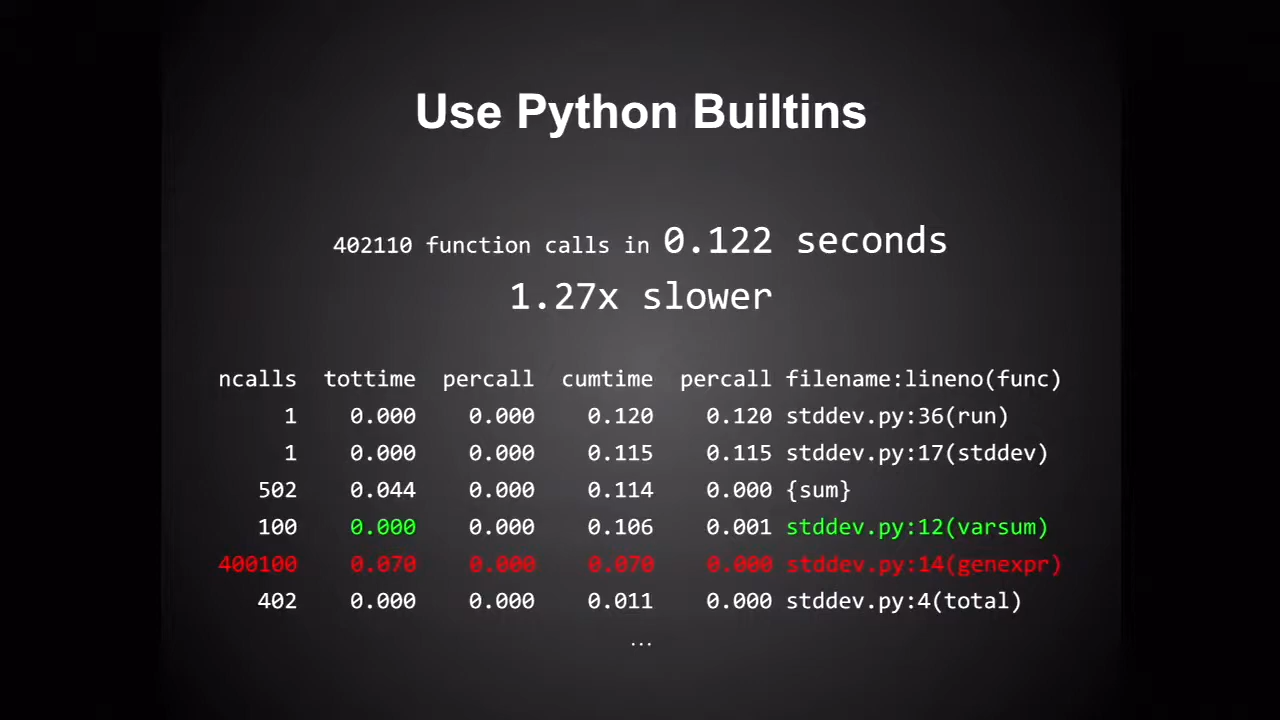 Use Python Builtins
402110 function calls in 0.122 seconds
1.27x slower
ncalls tottime percall cumtime percall filename:lineno(func)
1 0.000 0.000 0.120 0.120 stddev.py:36(run)
1 0.000 0.000 0.115 0.115 stddev.py:17(stddev)
502 0.044 0.000 0.114 0.000 {sum}
100 0.000 0.000 0.106 0.001 stddev.py:12(varsum)
400100 0.070 0.000 0.070 0.000 stddev.py:14(genexpr)
402 0.000 0.000 0.011 0.000 stddev.py:4(total)
...